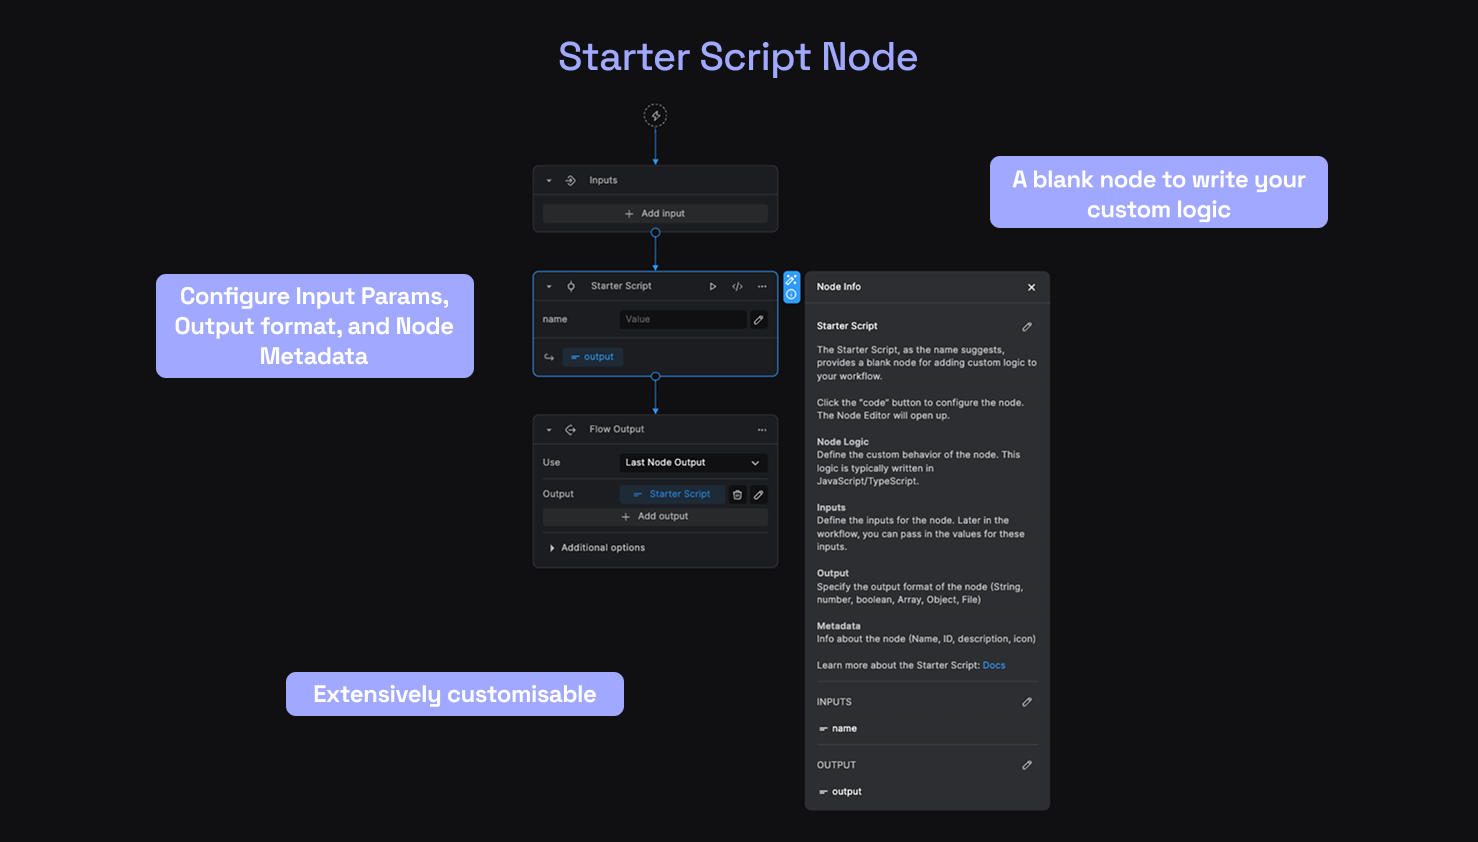 Starter Script Node
Inputs
Add input
A blank node to write your
custom logic
Configure Input Params,
Output format, and Node
Metadata
Starter Script
name
Value
output
Flow Output
Use
Last Node Output
Output
Starter Script
Add output
Additional options
Extensively customisable
Node Info
Starter Script
The Starter Script, as the name suggests,
provides a blank node for adding custom logic to
your workflow.
Click the "code" button to configure the node.
The Node Editor will open up.
Node Logic
Define the custom behavior of the node. This
logic is typically written in
JavaScript/TypeScript.
Inputs
Define the inputs for the node. Later in the
workflow, you can pass in the values for these
inputs.
Output
Specify the output format of the node (String,
number, boolean, Array, Object, File)
Metadata
Info about the node (Name, ID, description, icon)
Learn more about the Starter Script: Docs
INPUTS
name
OUTPUT
output